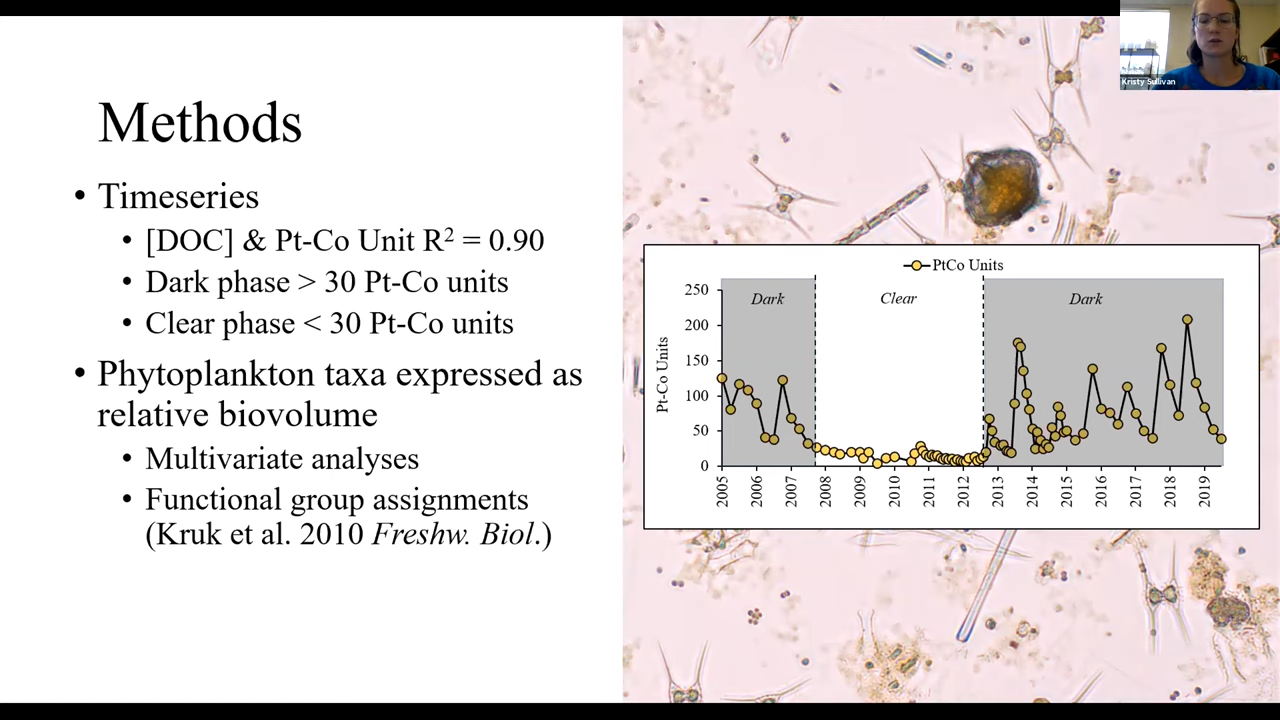 Methods
• Timeseries
• [DOC] & Pt-Co Unit R² = 0.90
• Dark phase > 30 Pt-Co units
• Clear phase < 30 Pt-Co units
• Phytoplankton taxa expressed as
relative biovolume
• Multivariate analyses
• Functional group assignments
(Kruk et al. 2010 Freshw. Biol.)
Kristy Sullivan
PtCo Units
Dark
Clear
Dark
Pt-Co Units
250
200
150
100
50
0
2005
2006
2007
2008
2009
2010
2011
2012
2013
2014
2015
2016
2017
2018
2019